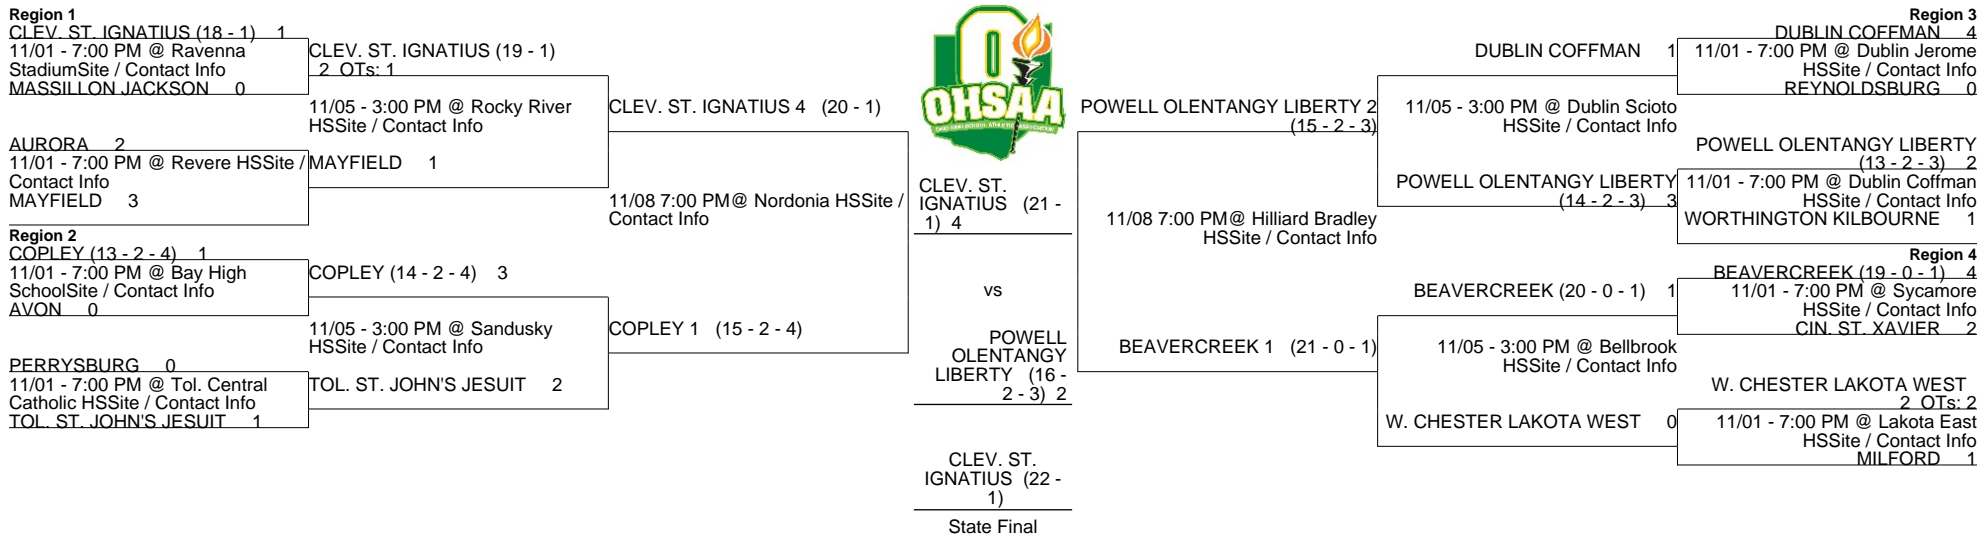 Region 1
CLEV. ST. IGNATIUS (18 - 1) 1
11/01 - 7:00 PM @ Ravenna
StadiumSite / Contact Info
MASSILLON JACKSON 0
AURORA 2
11/01 - 7:00 PM @ Revere HSSite /
Contact Info
MAYFIELD 3
Region 2
COPLEY (13 - 2 - 4) 1
11/01 - 7:00 PM @ Bay High
SchoolSite / Contact Info
AVON 0
PERRYSBURG 0
11/01 - 7:00 PM @ Tol. Central
Catholic HSSite / Contact Info
TOL. ST. JOHN'S JESUIT 1
CLEV. ST. IGNATIUS (19 - 1)
2 OTs: 1
11/05 - 3:00 PM @ Rocky River
HSSite / Contact Info
MAYFIELD 1
COPLEY (14 - 2 - 4) 3
11/05 - 3:00 PM @ Sandusky
HSSite / Contact Info
TOL. ST. JOHN'S JESUIT 2
CLEV. ST. IGNATIUS 4 (20 - 1)
11/08 7:00 PM@ Nordonia HSSite /
Contact Info
COPLEY 1 (15 - 2 - 4)
O
OHSAA
CLEV. ST.
IGNATIUS (21 -
1) 4
vs
POWELL
OLENTANGY
LIBERTY (16 -
2 - 3) 2
CLEV. ST.
IGNATIUS (22 -
1)
State Final
POWELL OLENTANGY LIBERTY 2
(15 - 2 - 3)
11/08 7:00 PM@ Hilliard Bradley
HSSite / Contact Info
BEAVERCREEK 1 (21 - 0 - 1)
DUBLIN COFFMAN 1
11/05 - 3:00 PM @ Dublin Scioto
HSSite / Contact Info
POWELL OLENTANGY LIBERTY
(14 - 2 - 3) 3
BEAVERCREEK (20 - 0 - 1) 1
11/05 - 3:00 PM @ Bellbrook
HSSite / Contact Info
W. CHESTER LAKOTA WEST 0
Region 3
DUBLIN COFFMAN 4
11/01 - 7:00 PM @ Dublin Jerome
HSSite / Contact Info
REYNOLDSBURG 0
POWELL OLENTANGY LIBERTY
(13 - 2 - 3) 2
11/01 - 7:00 PM @ Dublin Coffman
HSSite / Contact Info
WORTHINGTON KILBOURNE 1
Region 4
BEAVERCREEK (19 - 0 - 1) 4
11/01 - 7:00 PM @ Sycamore
HSSite / Contact Info
CIN. ST. XAVIER 2
W. CHESTER LAKOTA WEST
2 OTs: 2
11/01 - 7:00 PM @ Lakota East
HSSite / Contact Info
MILFORD 1